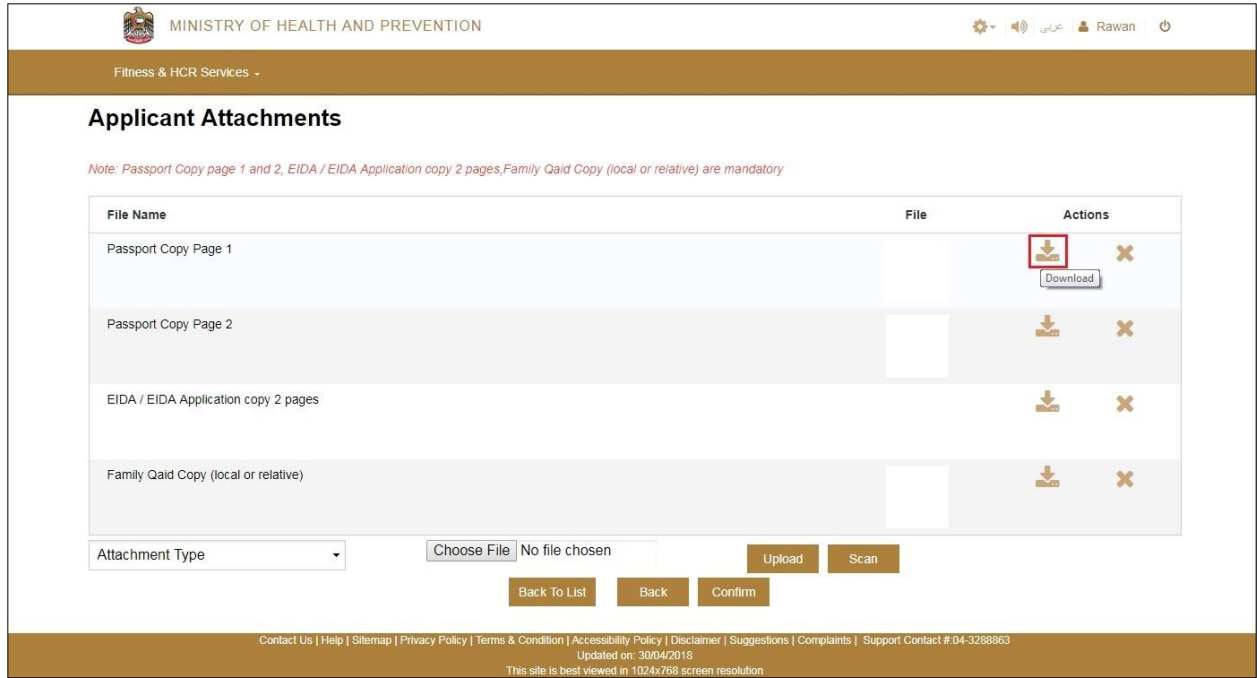 MINISTRY OF HEALTH AND PREVENTION
عربى
Rawan
Fitness & HCR Services
Applicant Attachments
Note: Passport Copy page 1 and 2, EIDA / EIDA Application copy 2 pages,Family Qaid Copy (local or relative) are mandatory
File Name File Actions
Passport Copy Page 1
Download
Passport Copy Page 2
EIDA / EIDA Application copy 2 pages
Family Qaid Copy (local or relative)
Attachment Type Choose File No file chosen Upload Scan
Back To List Back Confirm
Contact Us | Help | Sitemap | Privacy Policy | Terms & Condition | Accessibility Policy | Disclaimer | Suggestions | Complaints | Support Contact #:04-3288863
Updated on: 30/04/2018
This site is best viewed in 1024x768 screen resolution